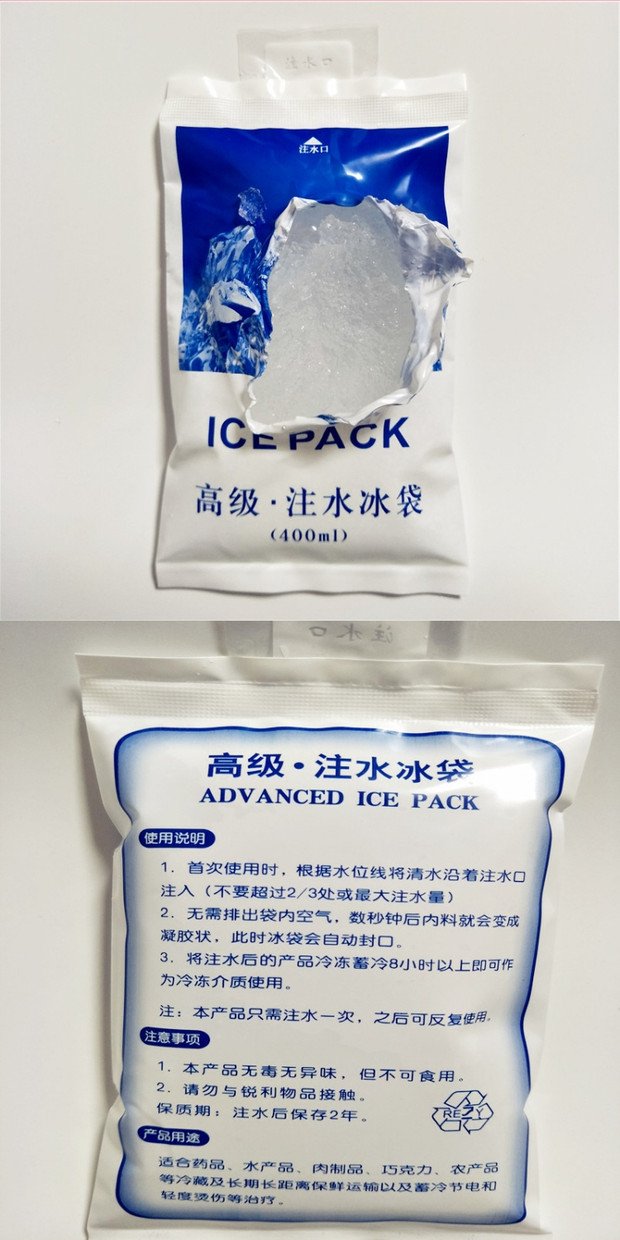 注水口
注水口
ICE PACK
高级·注水冰袋
(400ml)
注水口
高级·注水冰袋
ADVANCED ICE PACK
使用说明
1. 首次使用时，根据水位线将清水沿着注水口
注入（不要超过2/3处或最大注水量）
2. 无需排出袋内空气，数秒钟后内料就会变成
凝胶状，此时冰袋会自动封口。
3. 将注水后的产品冷冻蓄冷8小时以上即可作
为冷冻介质使用。
注：本产品只需注水一次，之后可反复使用。
注意事项
1. 本产品无毒无异味，但不可食用。
2. 请勿与锐利物品接触。
保质期：注水后保存2年。
产品用途
适合药品、水产品、肉制品、巧克力、农产品
等冷藏及长期长距离保鲜运输以及蓄冷节电和
轻度烫伤等治疗。